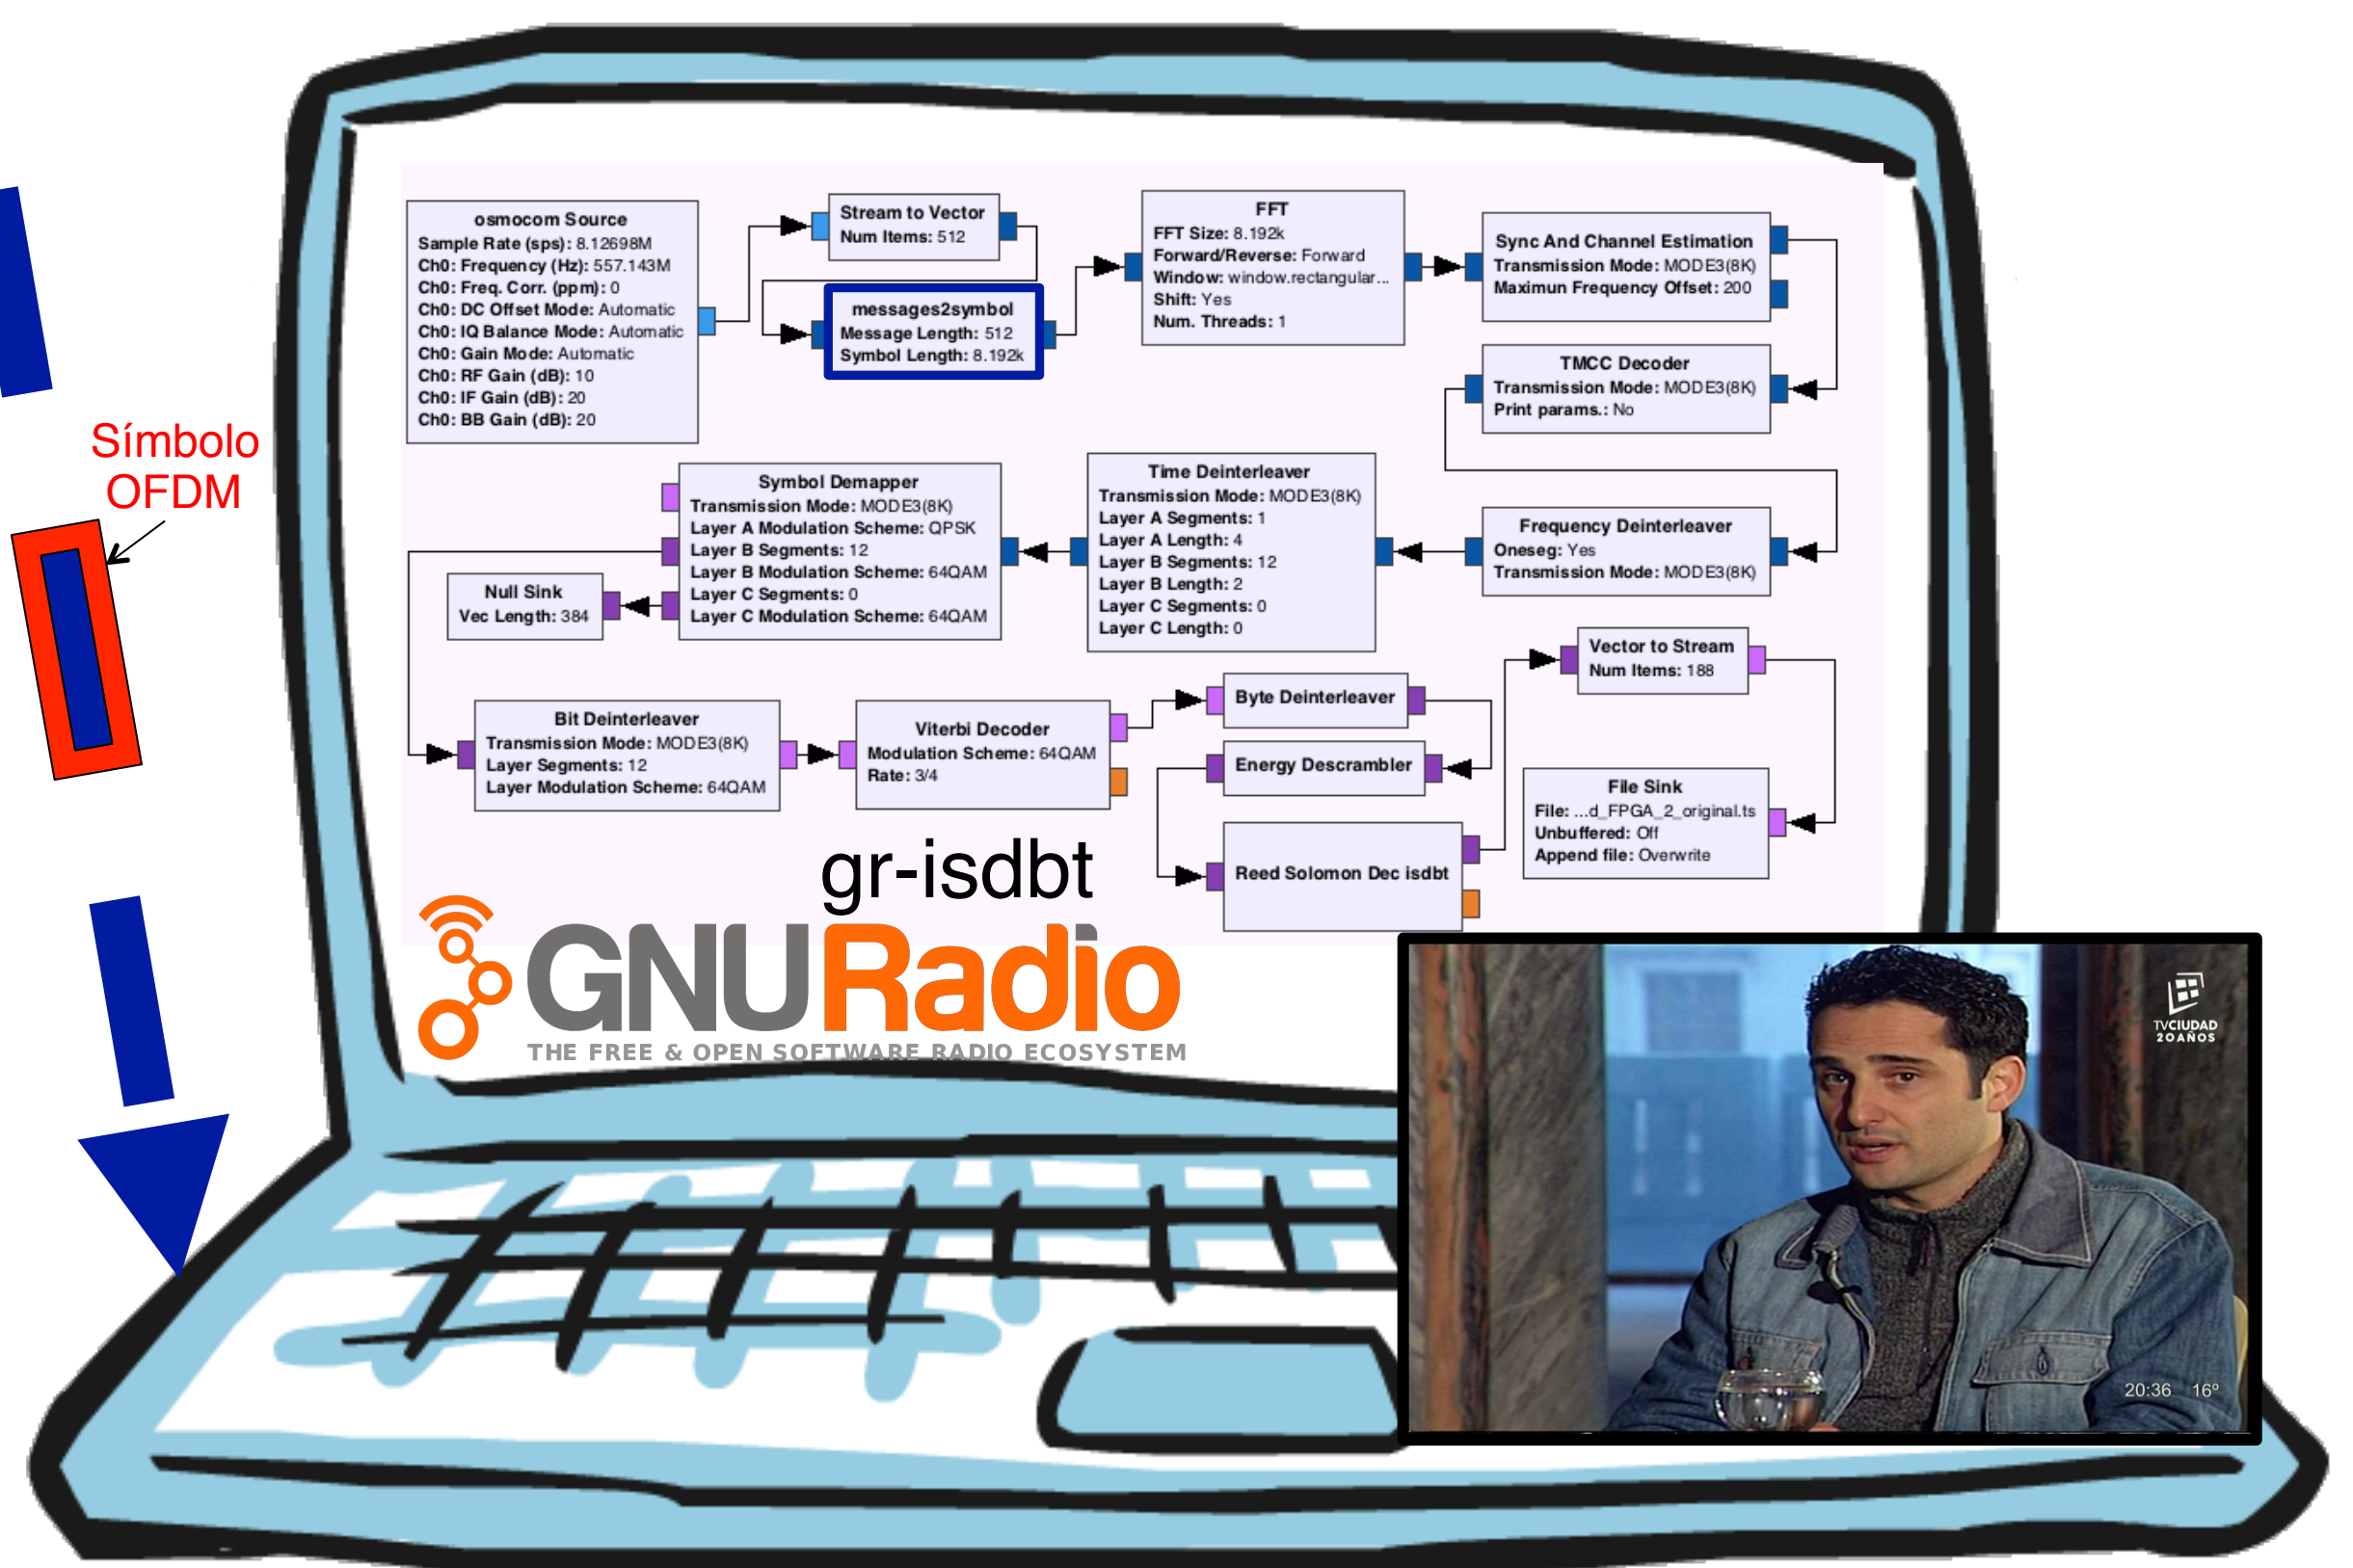 Símbolo
OFDM
osmocom Source
Sample Rate (sps): 8.12698M
Ch0: Frequency (Hz): 557.143M
Ch0: Freq. Corr. (ppm): 0
Ch0: DC Offset Mode: Automatic
Ch0: IQ Balance Mode: Automatic
Ch0: Gain Mode: Automatic
Ch0: RF Gain (dB): 10
Ch0: IF Gain (dB): 20
Ch0: BB Gain (dB): 20
Stream to Vector
Num Items: 512
messages2symbol
Message Length: 512
Symbol Length: 8.192k
FFT
FFT Size: 8.192k
Forward/Reverse: Forward
Window: window.rectangular...
Shift: Yes
Num. Threads: 1
Sync And Channel Estimation
Transmission Mode: MODE3(8K)
Maximun Frequency Offset: 200
TMCC Decoder
Transmission Mode: MODE3(8K)
Print params.: No
Frequency Deinterleaver
Oneseg: Yes
Transmission Mode: MODE3(8K)
Time Deinterleaver
Transmission Mode: MODE3(8K)
Layer A Segments: 1
Layer A Length: 4
Layer B Segments: 12
Layer B Length: 2
Layer C Segments: 0
Layer C Length: 0
Symbol Demapper
Transmission Mode: MODE3(8K)
Layer A Modulation Scheme: QPSK
Layer B Segments: 12
Layer B Modulation Scheme: 64QAM
Layer C Segments: 0
Layer C Modulation Scheme: 64QAM
Null Sink
Vec Length: 384
Bit Deinterleaver
Transmission Mode: MODE3(8K)
Layer Segments: 12
Layer Modulation Scheme: 64QAM
Viterbi Decoder
Modulation Scheme: 64QAM
Rate: 3/4
Byte Deinterleaver
Energy Descrambler
Reed Solomon Dec isdbt
Vector to Stream
Num Items: 188
File Sink
File: ...d_FPGA_2_original.ts
Unbuffered: Off
Append file: Overwrite
gr-isdbt
GNURadio
THE FREE & OPEN SOFTWARE RADIO ECOSYSTEM
TVCIUDAD
20AÑOS
20:36 16º